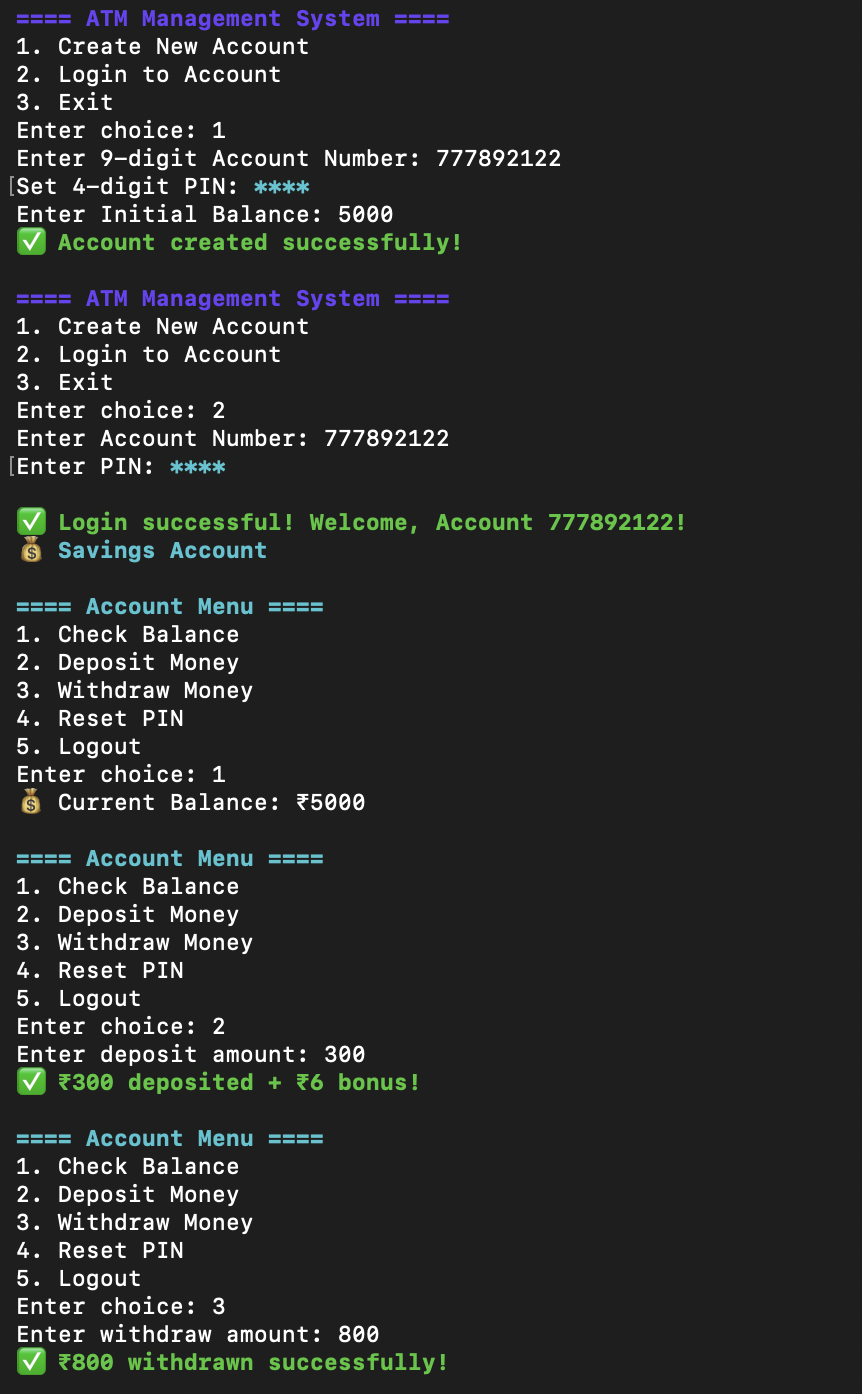 ==== ATM Management System ====
1. Create New Account
2. Login to Account
3. Exit
Enter choice: 1
Enter 9-digit Account Number: 777892122
[Set 4-digit PIN: ****
Enter Initial Balance: 5000
✅ Account created successfully!

==== ATM Management System ====
1. Create New Account
2. Login to Account
3. Exit
Enter choice: 2
Enter Account Number: 777892122
[Enter PIN: ****

✅ Login successful! Welcome, Account 777892122!
💰 Savings Account

==== Account Menu ====
1. Check Balance
2. Deposit Money
3. Withdraw Money
4. Reset PIN
5. Logout
Enter choice: 1
💰 Current Balance: ₹5000

==== Account Menu ====
1. Check Balance
2. Deposit Money
3. Withdraw Money
4. Reset PIN
5. Logout
Enter choice: 2
Enter deposit amount: 300
✅ ₹300 deposited + ₹6 bonus!

==== Account Menu ====
1. Check Balance
2. Deposit Money
3. Withdraw Money
4. Reset PIN
5. Logout
Enter choice: 3
Enter withdraw amount: 800
✅ ₹800 withdrawn successfully!